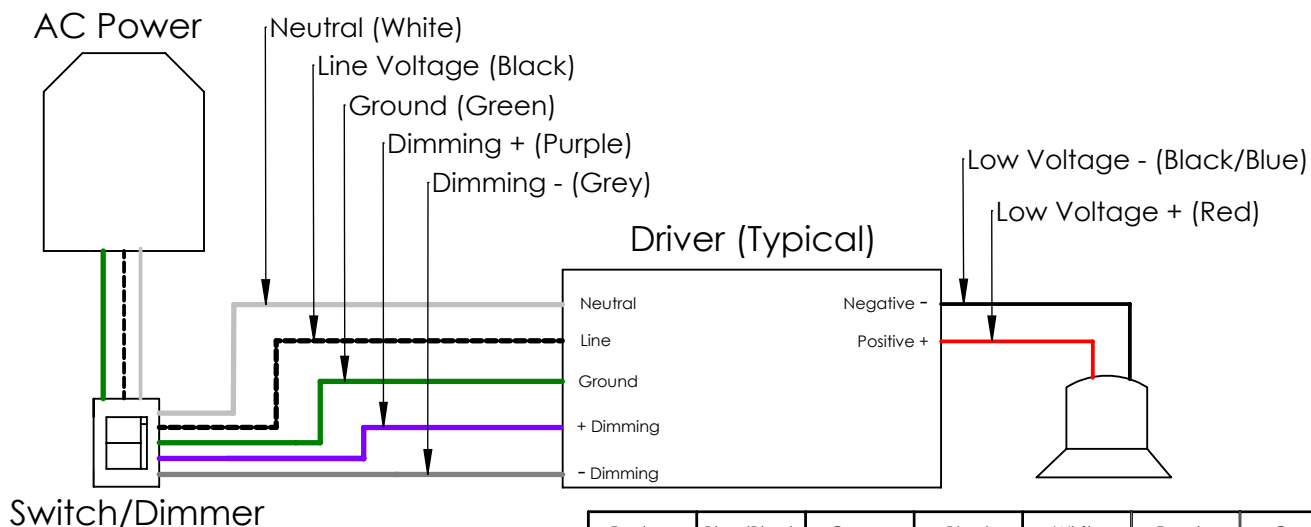 AC Power
Neutral (White)
Line Voltage (Black)
Ground (Green)
Dimming + (Purple)
Dimming - (Grey)
Low Voltage - (Black/Blue)
Low Voltage + (Red)
Driver (Typical)
Neutral
Negative -
Line
Positive +
Ground
+ Dimming
- Dimming
Switch/Dimmer